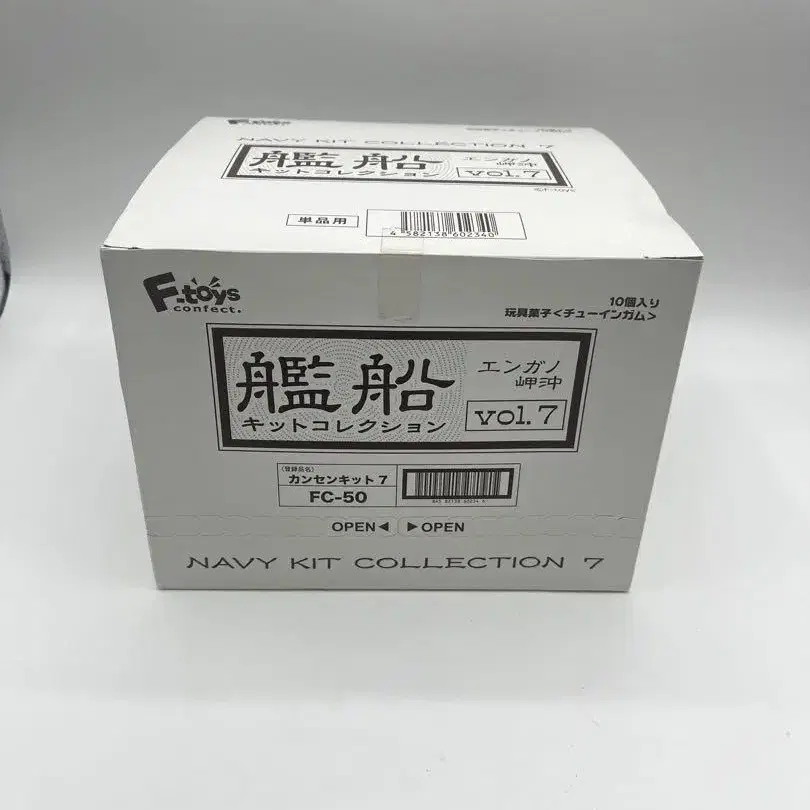 NAVY KIT COLLECTION 7
艦船
キットコレクション
エンガノ
岬沖
vol.7
単品用
4 582138 602340
F-toys
confect.
10個入り
玩具菓子<チューインガム>
艦船
キットコレクション
エンガノ
岬沖
vol.7
(登録品名)
カンセンキット 7
FC-50
OPEN◀ ▶OPEN
NAVY KIT COLLECTION 7